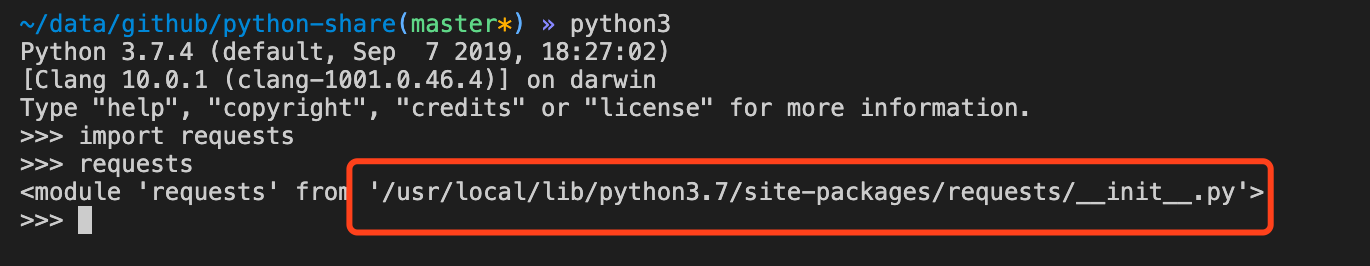 ~/data/github/python-share(master*) » python3
Python 3.7.4 (default, Sep  7 2019, 18:27:02)
[Clang 10.0.1 (clang-1001.0.46.4)] on darwin
Type "help", "copyright", "credits" or "license" for more information.
>>> import requests
>>> requests
<module 'requests' from '/usr/local/lib/python3.7/site-packages/requests/__init__.py'>
>>>